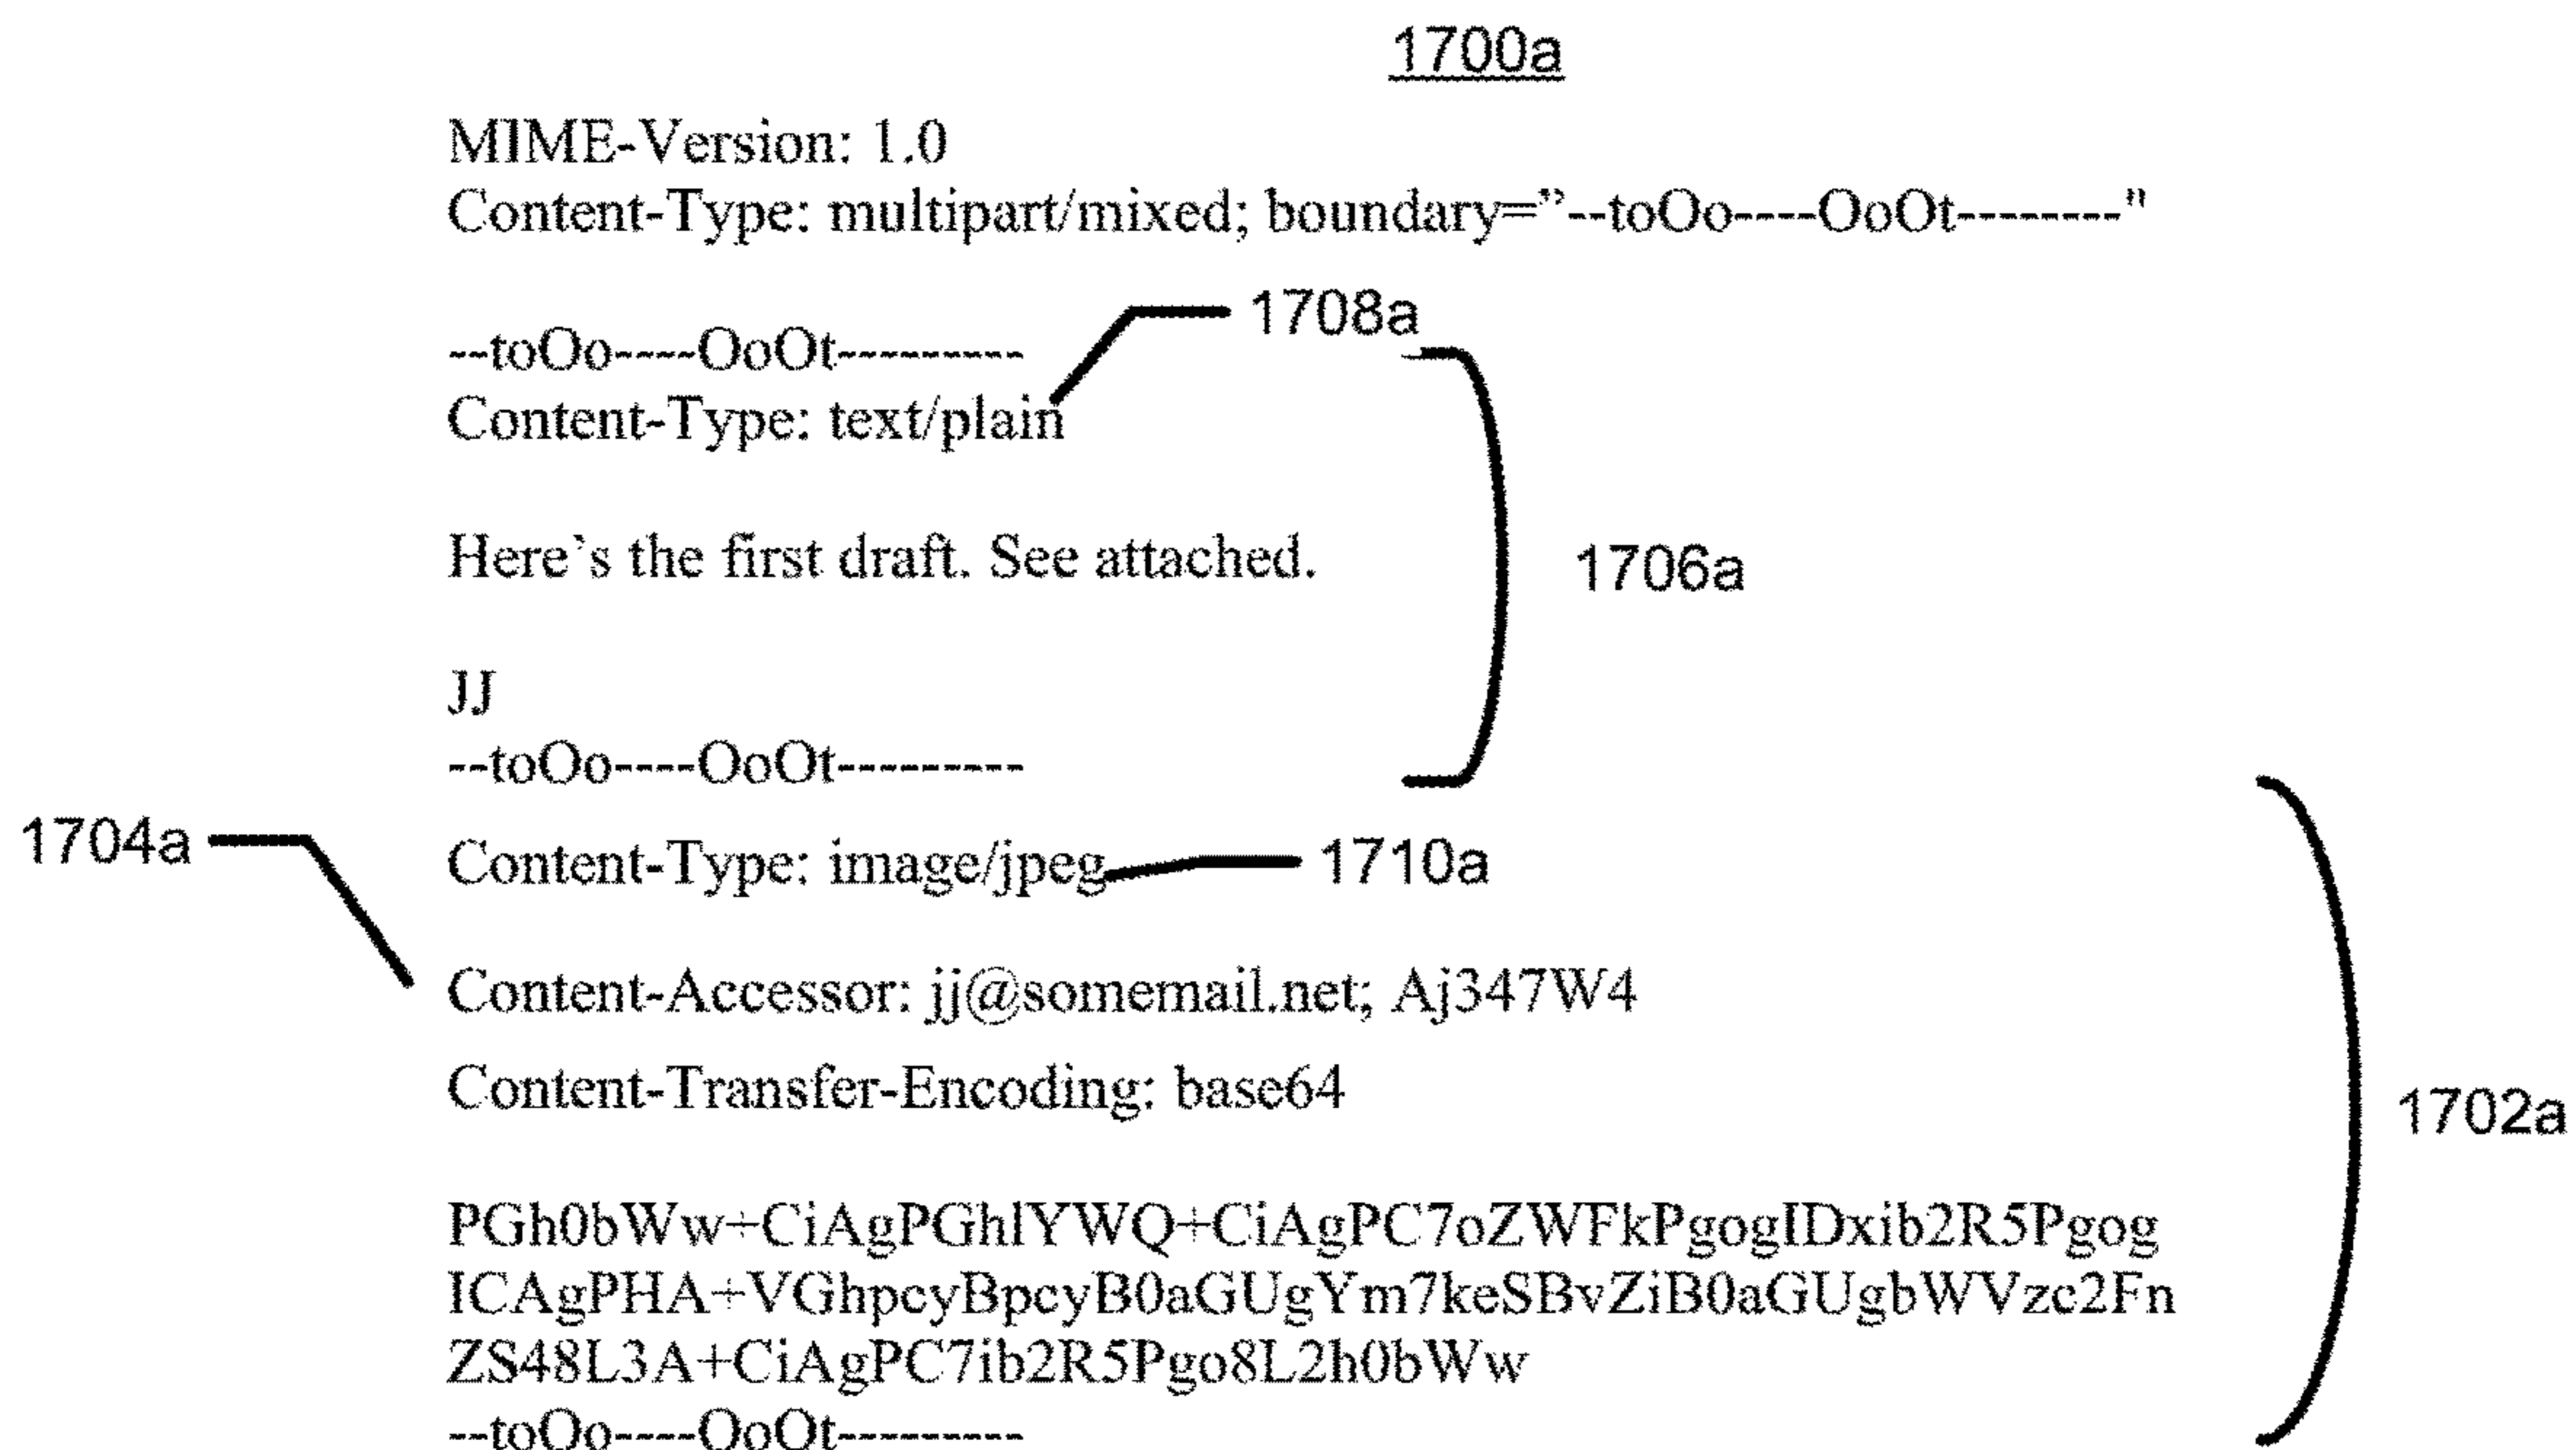 1700a
MIME-Version: 1.0
Content-Type: multipart/mixed; boundary=”--toOo----OoOt--------"
1708a
--toOo----OoOt---------
Content-Type: text/plain
Here`s the first draft. See attached.
1706a
JJ
--toOo----OoOt---------
1704a
Content-Type: image/jpeg
1710a
Content-Accessor: jj@somemail.net; Aj347W4
Content-Transfer-Encoding: base64
1702a
PGh0bWw+CiAgPGhlYWQ+CiAgPC7oZWFkPgogIDxib2R5Pgog
ICAgPHA+VGhpcyBpcyB0aGUgYm7keSBvZiB0aGUgbWVzc2Fn
ZS48L3A+CiAgPC7ib2R5Pgo8L2h0bWw
--toOo----OoOt---------